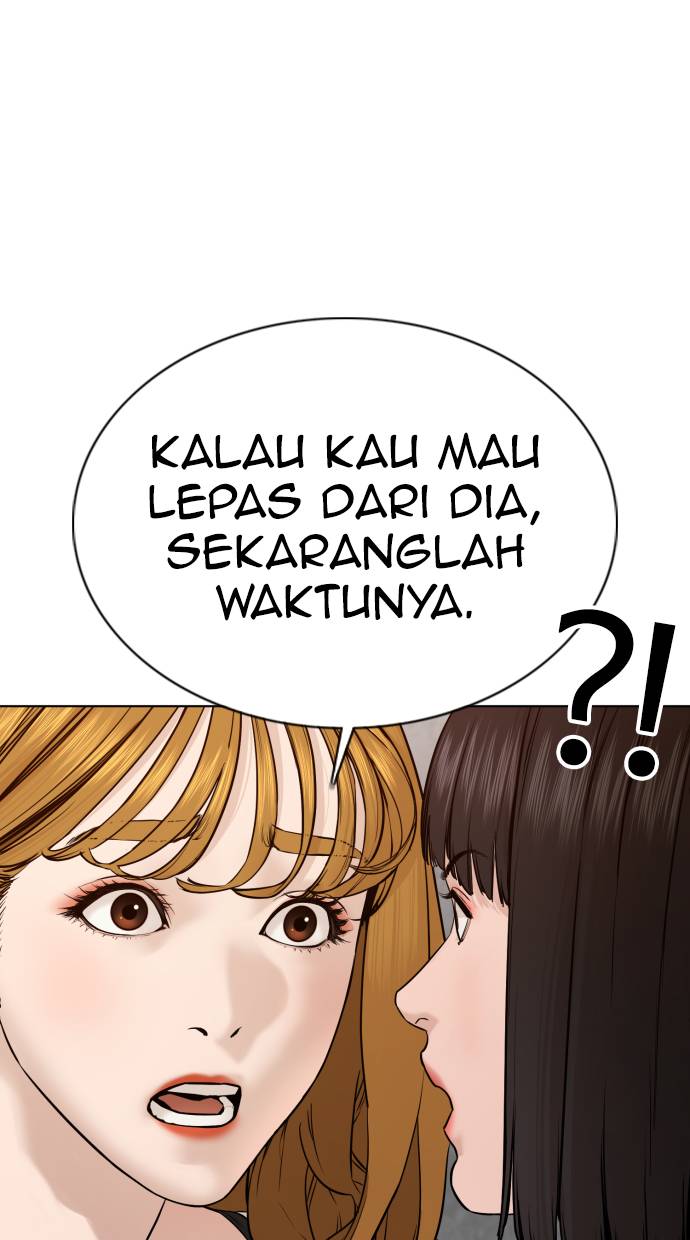 KALAU KAU MAU
LEPAS DARI DIA,
SEKARANGLAH
WAKTUNYA.
?!